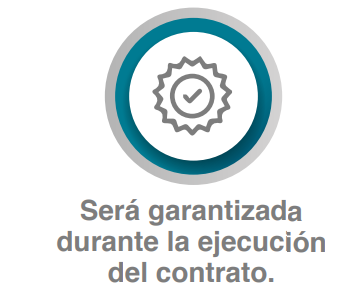 Será garantizada
durante la ejecución
del contrato.